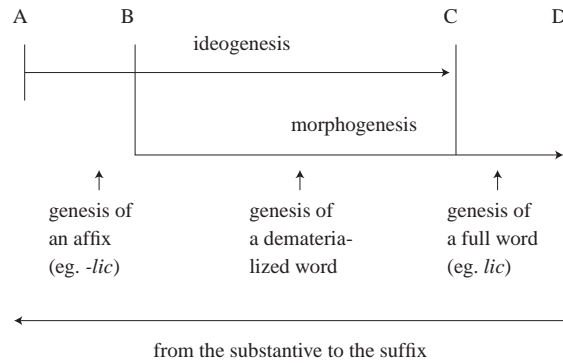 A B C D
ideogenesis
morphogenesis
genesis of
an affix
(eg. -lic)
genesis of
a demateria-
lized word
genesis of
a full word
(eg. lic)
from the substantive to the suffix